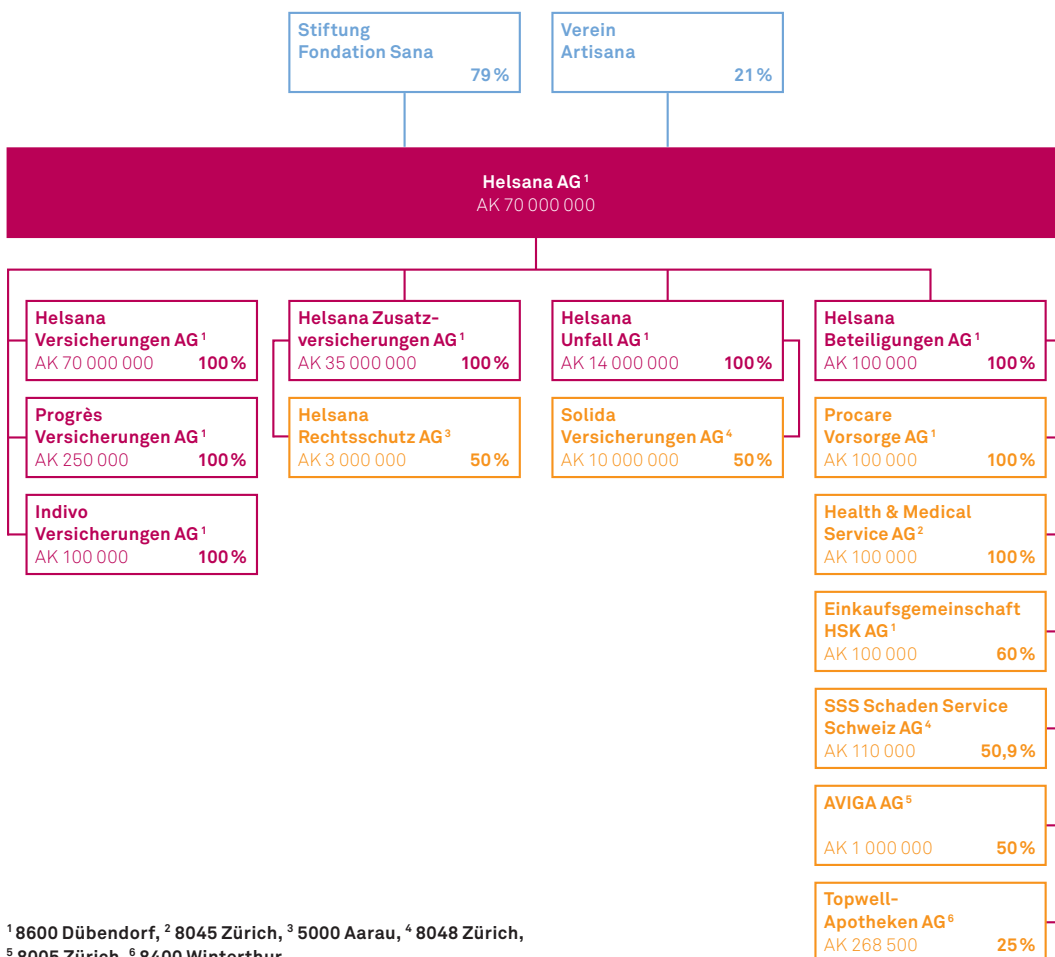 Stiftung
Fondation Sana
79 %
Verein
Artisana
21 %
Helsana AG ¹
AK 70 000 000
Helsana
Versicherungen AG ¹
AK 70 000 000 100 %
Progrès
Versicherungen AG ¹
AK 250 000 100 %
Indivo
Versicherungen AG ¹
AK 100 000 100 %
Helsana Zusatz-
versicherungen AG ¹
AK 35 000 000 100 %
Helsana
Rechtsschutz AG ³
AK 3 000 000 50 %
Helsana
Unfall AG ¹
AK 14 000 000 100 %
Solida
Versicherungen AG ⁴
AK 10 000 000 50 %
Helsana
Beteiligungen AG ¹
AK 100 000 100 %
Procare
Vorsorge AG ¹
AK 100 000 100 %
Health & Medical
Service AG ²
AK 100 000 100 %
Einkaufsgemeinschaft
HSK AG ¹
AK 100 000 60 %
SSS Schaden Service
Schweiz AG ⁴
AK 110 000 50,9 %
AVIGA AG ⁵
AK 1 000 000 50 %
Topwell-
Apotheken AG ⁶
AK 268 500 25 %
¹ 8600 Dübendorf, ² 8045 Zürich, ³ 5000 Aarau, ⁴ 8048 Zürich,
⁵ 8005 Zürich, ⁶ 8400 Winterthur